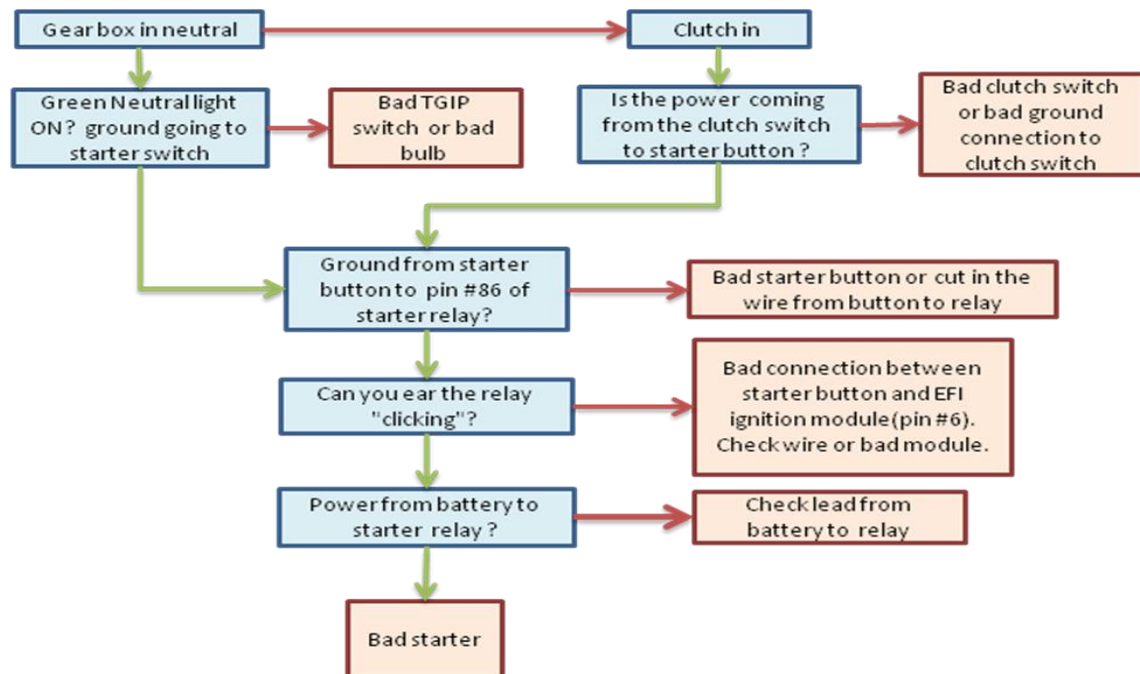 Gear box in neutral
Clutch in
Green Neutral light
ON? ground going to
starter switch
Bad TGIP
switch or bad
bulb
Is the power coming
from the clutch switch
to starter button ?
Bad clutch switch
or bad ground
connection to
clutch switch
Ground from starter
button to pin #86 of
starter relay?
Bad starter button or cut in the
wire from button to relay
Can you ear the relay
"clicking"?
Bad connection between
starter button and EFI
ignition module(pin #6).
Check wire or bad module.
Power from battery to
starter relay ?
Check lead from
battery to relay
Bad starter